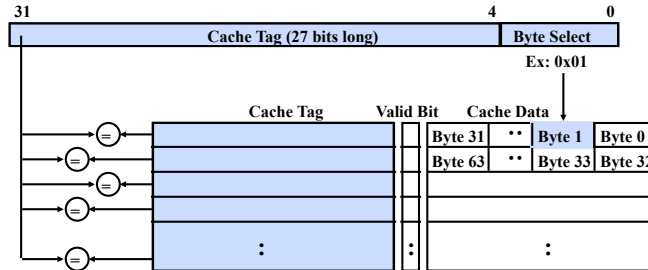 31 4 0
Cache Tag (27 bits long) Byte Select
Ex: 0x01
Cache Tag Valid Bit Cache Data
= Byte 31 •• Byte 1 Byte 0
= Byte 63 •• Byte 33 Byte 32
=
=
= : : :